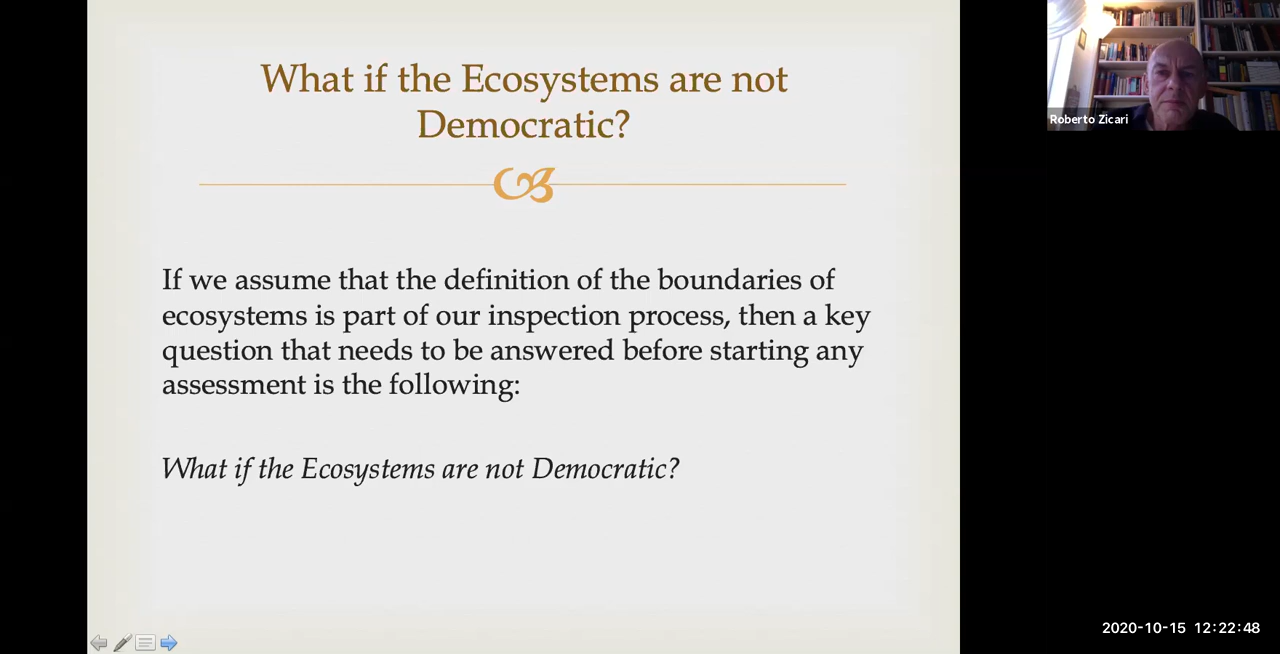 What if the Ecosystems are not
Democratic?
If we assume that the definition of the boundaries of
ecosystems is part of our inspection process, then a key
question that needs to be answered before starting any
assessment is the following:
What if the Ecosystems are not Democratic?
Roberto Zicari
2020-10-15 12:22:48